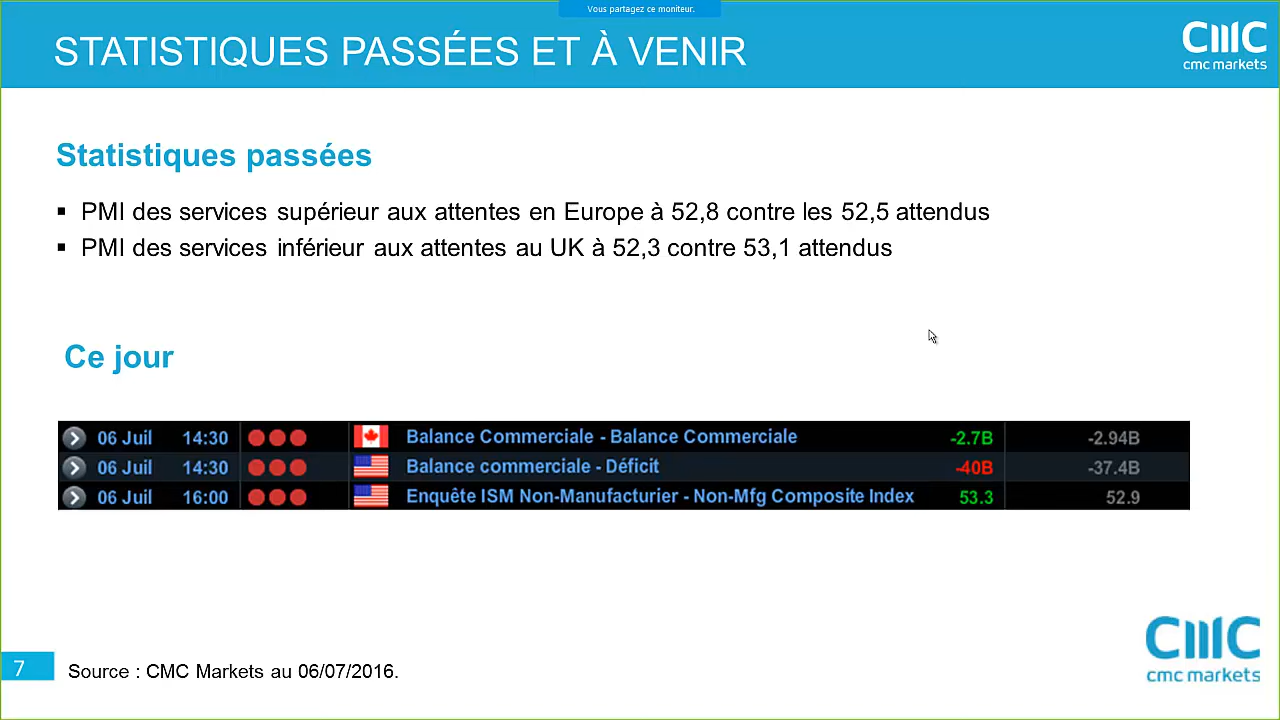 Vous partagez ce moniteur.
STATISTIQUES PASSÉES ET À VENIR
CMC
cmc markets
Statistiques passées
▪ PMI des services supérieur aux attentes en Europe à 52,8 contre les 52,5 attendus
▪ PMI des services inférieur aux attentes au UK à 52,3 contre 53,1 attendus
Ce jour
06 Juil 14:30 Balance Commerciale - Balance Commerciale -2.7B -2.94B
06 Juil 14:30 Balance commerciale - Déficit -40B -37.4B
06 Juil 16:00 Enquête ISM Non-Manufacturier - Non-Mfg Composite Index 53.3 52.9
CMC
cmc markets
7 Source : CMC Markets au 06/07/2016.